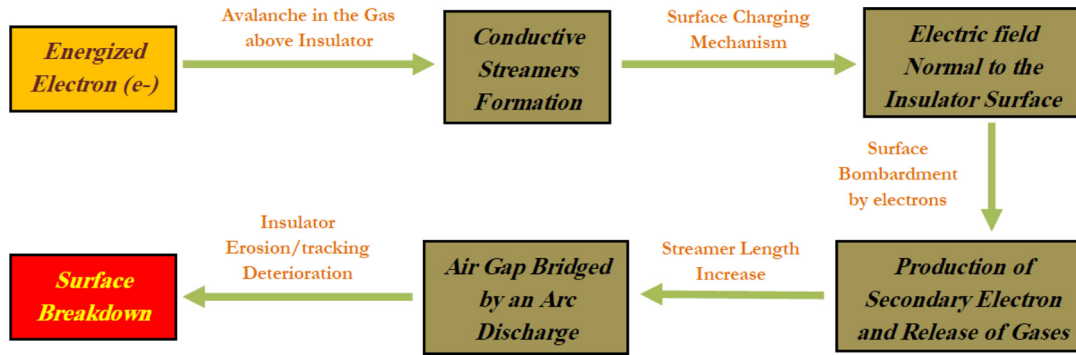 Energized
Electron (e-)
Avalanche in the Gas
above Insulator
Conductive
Streamers
Formation
Surface Charging
Mechanism
Electric field
Normal to the
Insulator Surface
Surface
Bombardment
by electrons
Production of
Secondary Electron
and Release of Gases
Streamer Length
Increase
Air Gap Bridged
by an Arc
Discharge
Insulator
Erosion/tracking
Deterioration
Surface
Breakdown